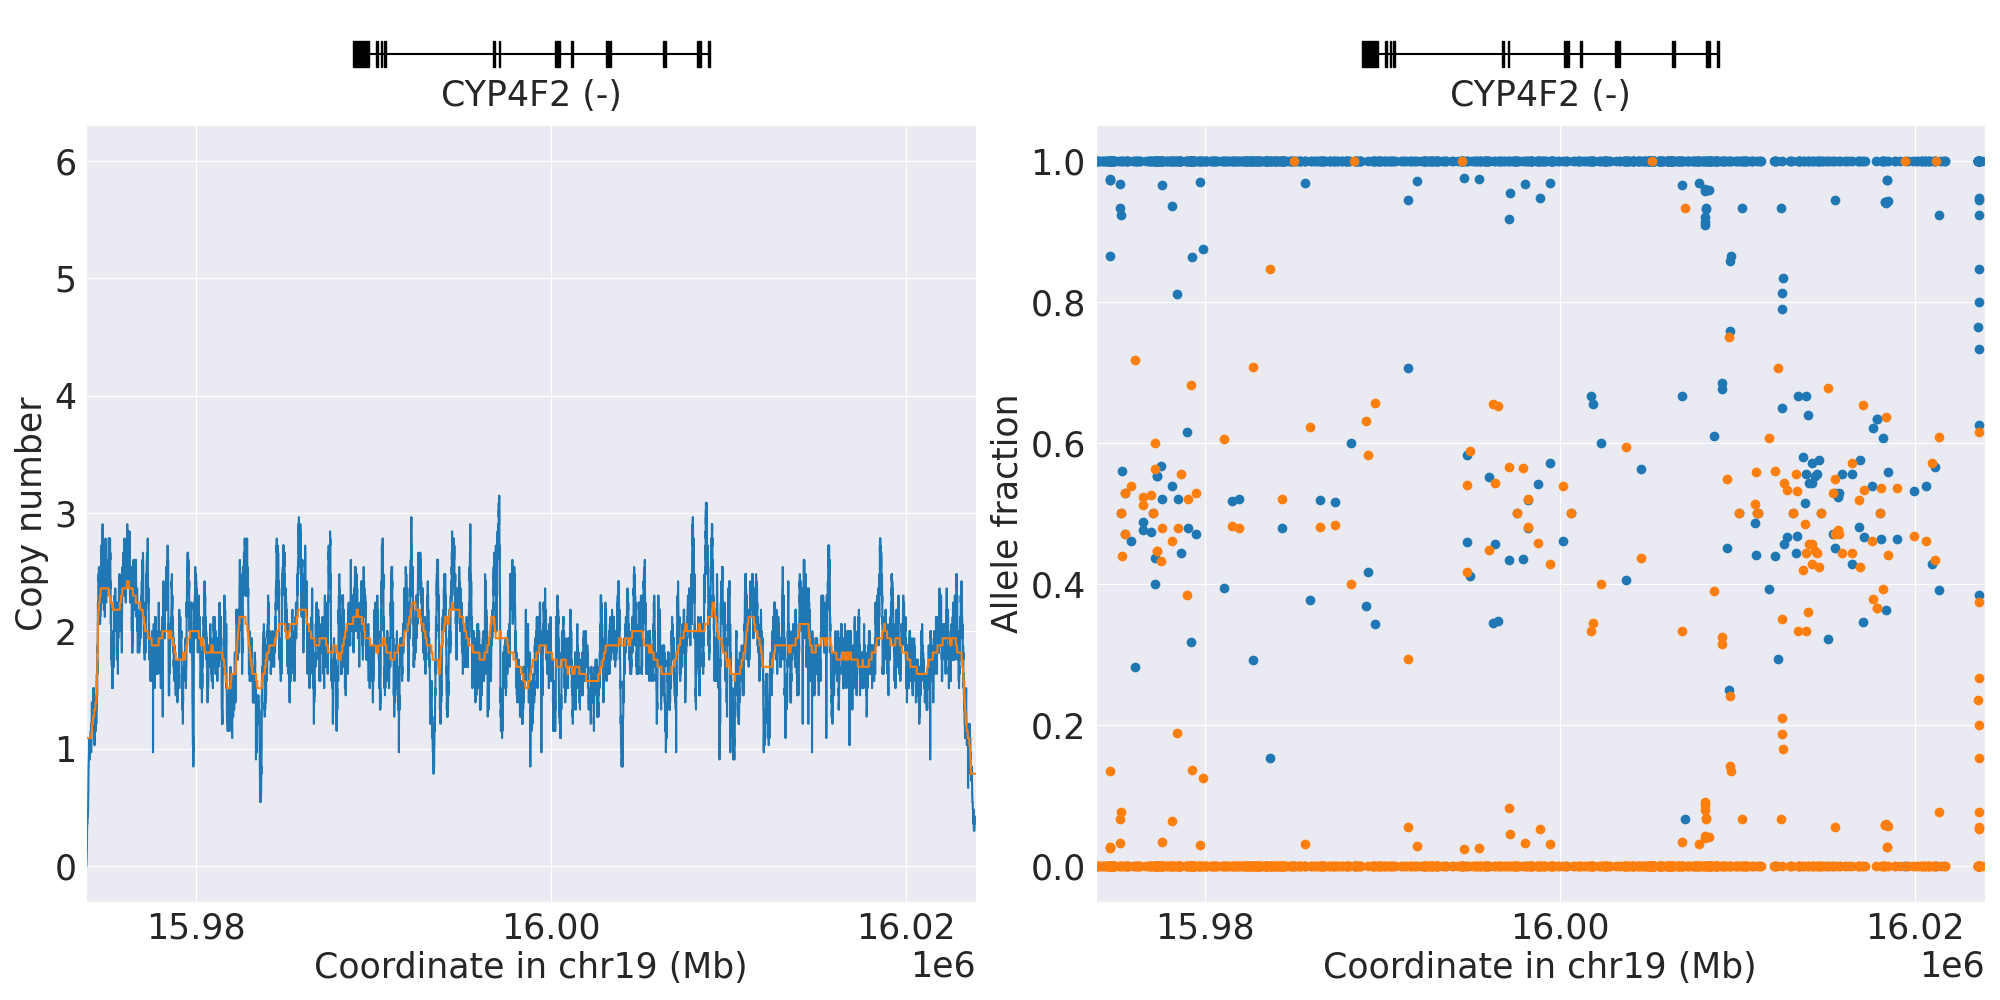 CYP4F2 (-)
Copy number
6
5
4
3
2
1
0
15.98
16.00
16.02
Coordinate in chr19 (Mb)
1e6
CYP4F2 (-)
Allele fraction
1.0
0.8
0.6
0.4
0.2
0.0
15.98
16.00
16.02
Coordinate in chr19 (Mb)
1e6